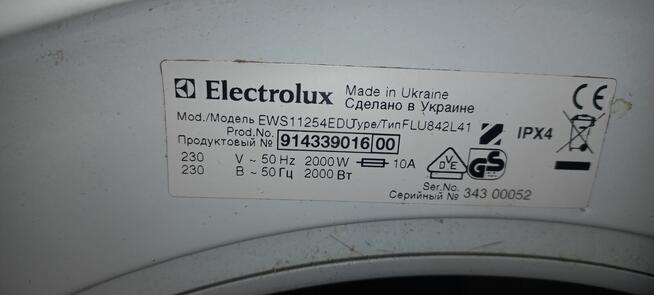 Electrolux Made in Ukraine
Сделано в Украине
Mod./Модель EWS11254EDU Type/Тип FLU842L41
IPX4
Prod.No.
Продуктовый № 914339016 00
230 V ~ 50 Hz 2000 W 10A
230 В ~ 50 Гц 2000 Вт
DVE GS
Ser.No.
Серийный № 343 00052